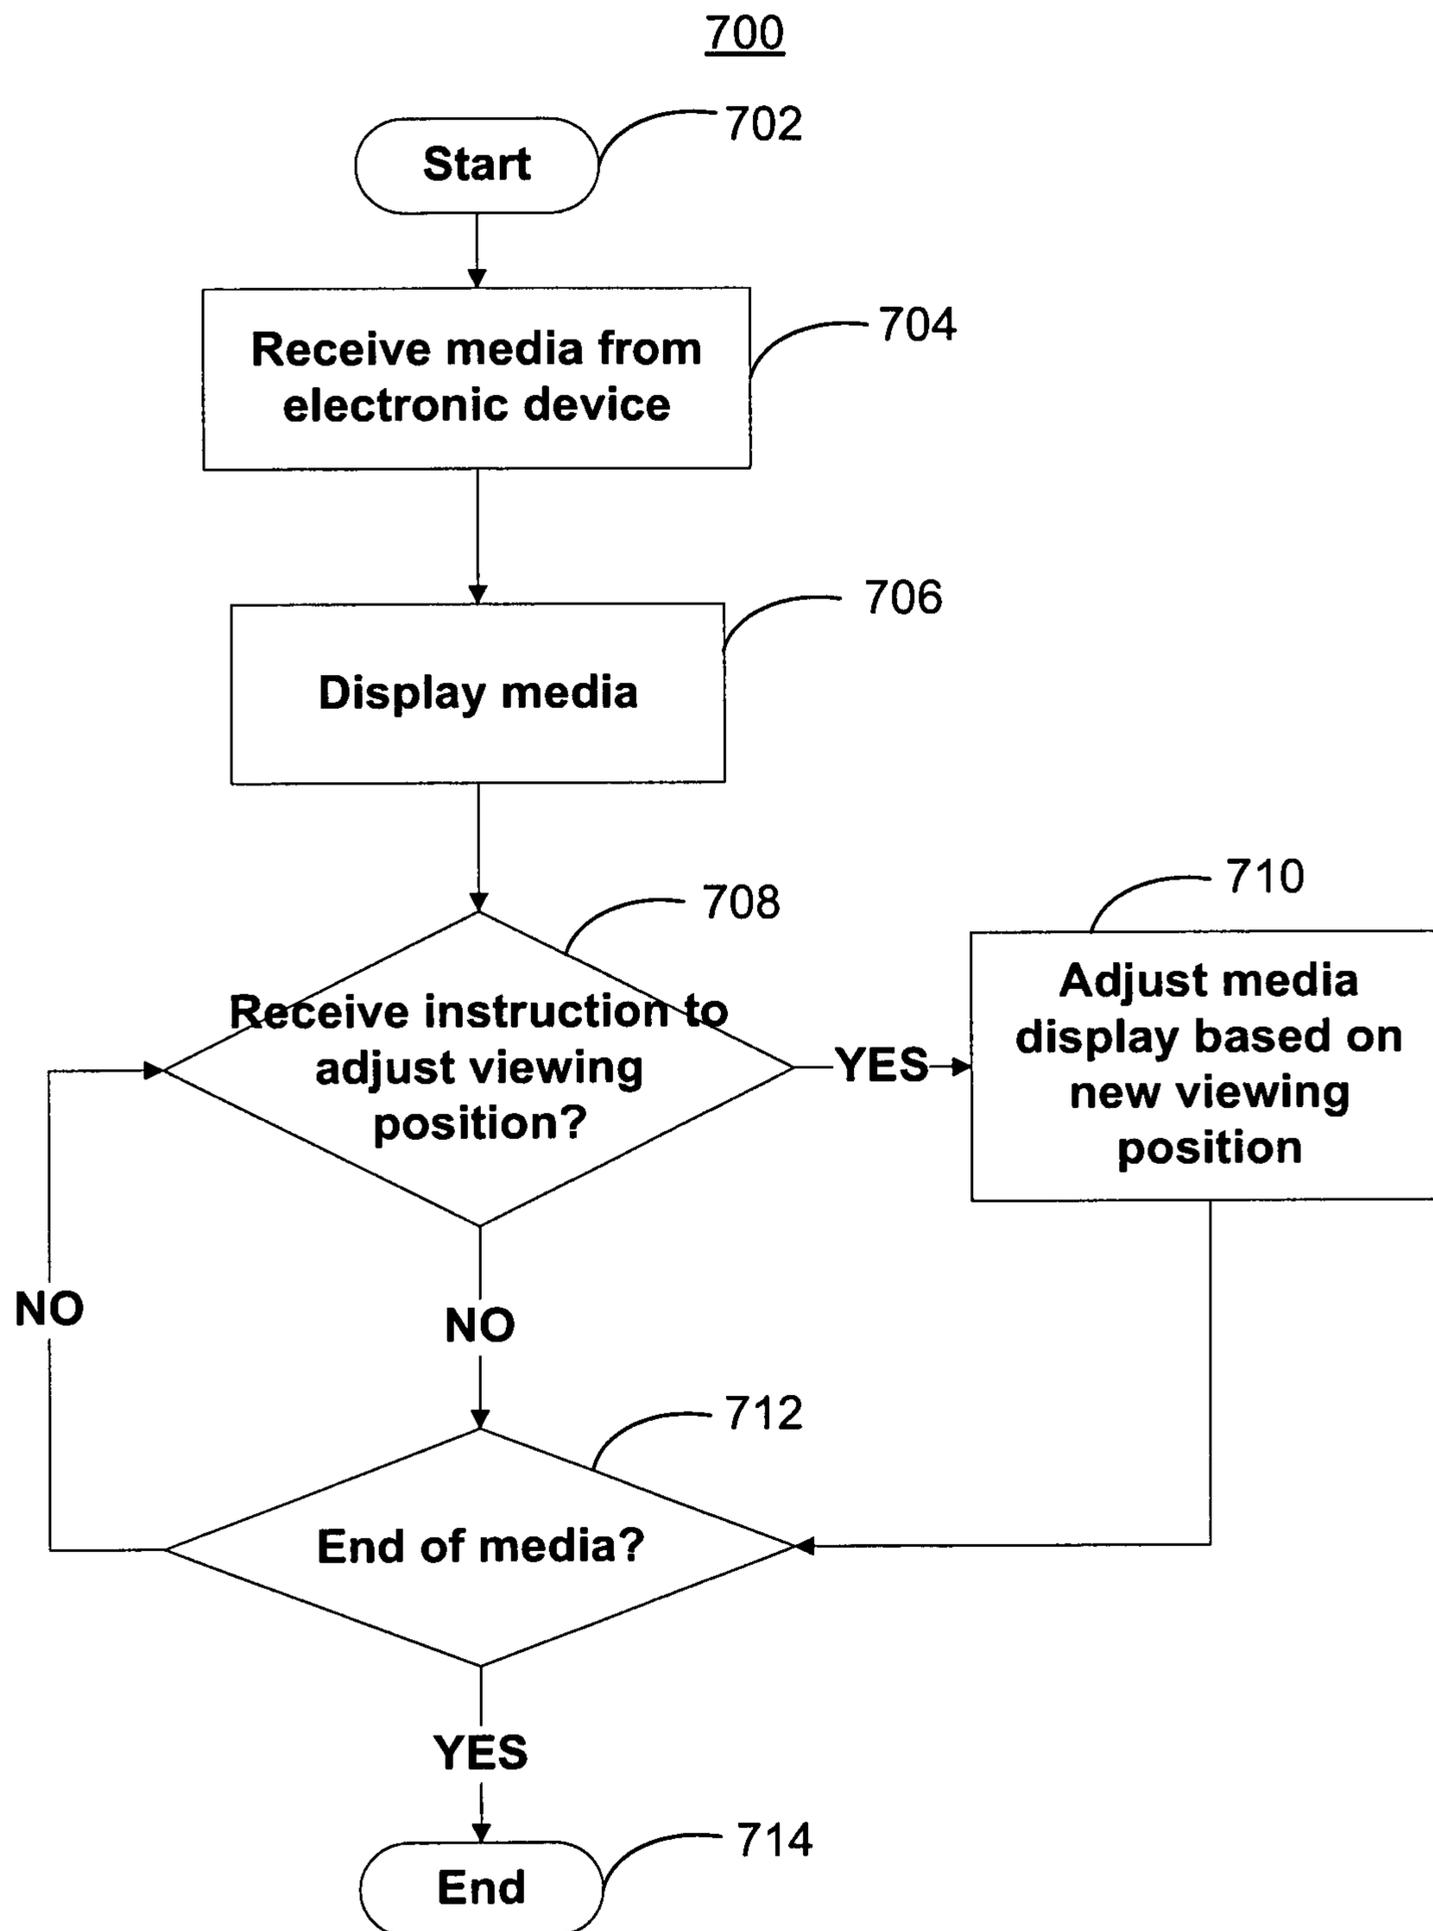 700
702
Start
704
Receive media from
electronic device
706
Display media
708
710
Receive instruction to
adjust viewing
position?
YES
Adjust media
display based on
new viewing
position
NO
NO
712
End of media?
YES
714
End